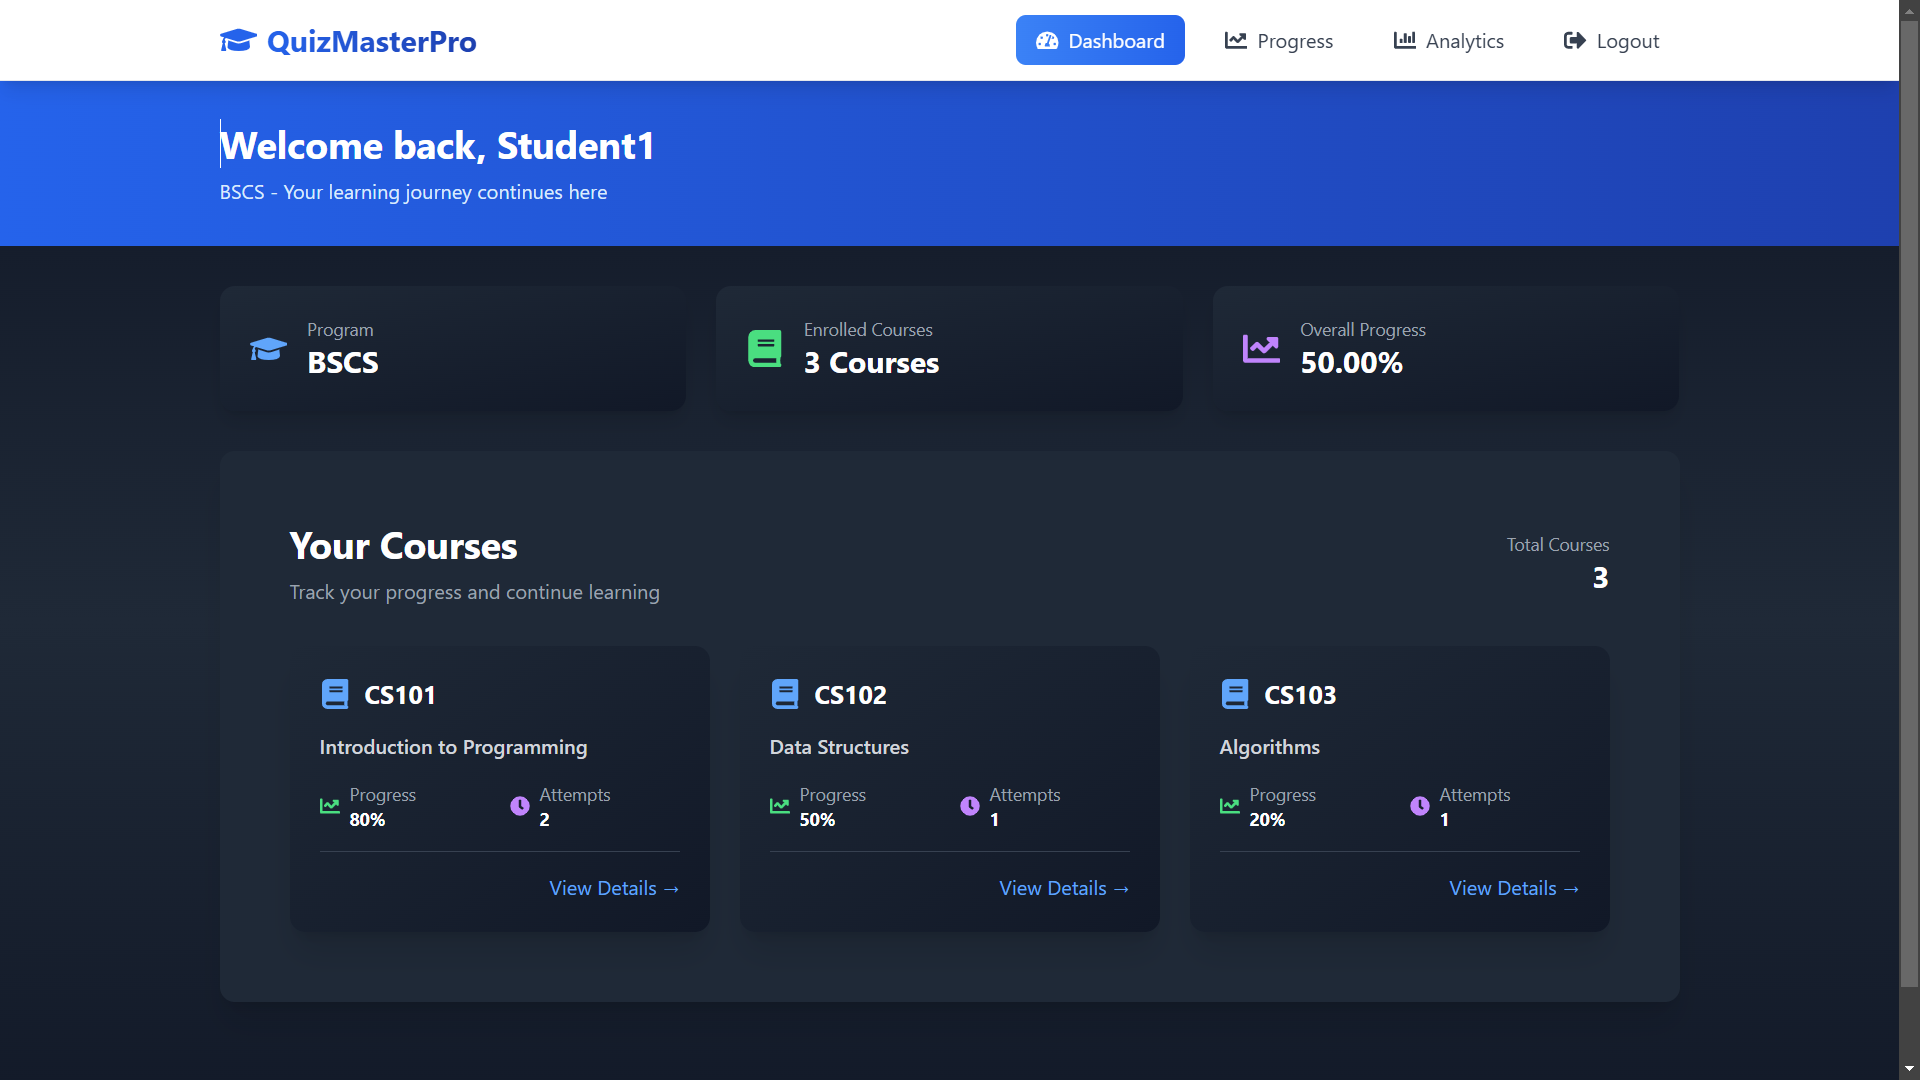 QuizMasterPro
Dashboard
Progress
Analytics
Logout
Welcome back, Student1
BSCS - Your learning journey continues here
Program
BSCS
Enrolled Courses
3 Courses
Overall Progress
50.00%
Your Courses
Track your progress and continue learning
Total Courses
3
CS101
Introduction to Programming
Progress
80%
Attempts
2
View Details →
CS102
Data Structures
Progress
50%
Attempts
1
View Details →
CS103
Algorithms
Progress
20%
Attempts
1
View Details →